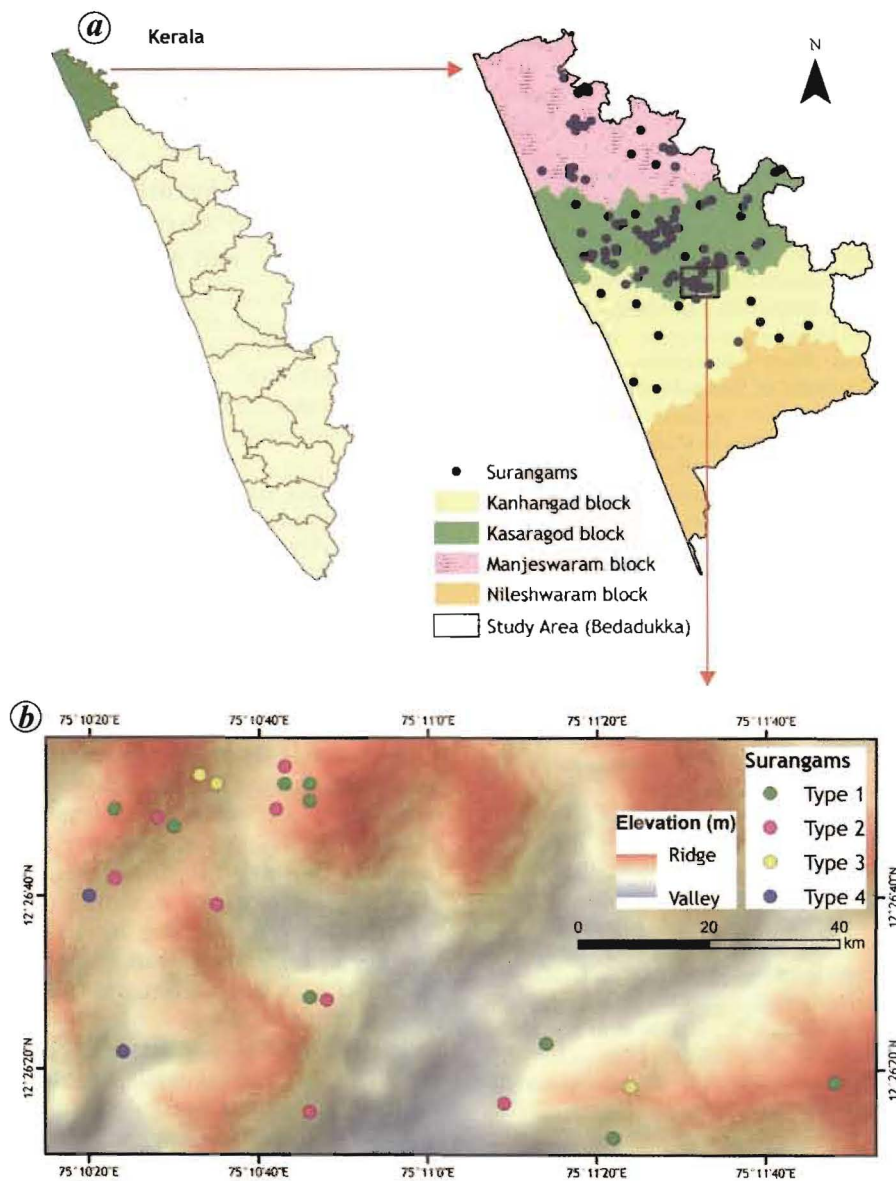 a
Kerala
N
Surangams
Kanhangad block
Kasaragod block
Manjeswaram block
Nileshwaram block
Study Area (Bedadukka)
b
75°10'20"E 75°10'40"E 75°11'0"E 75°11'20"E 75°11'40"E
Surangams
Type 1
Type 2
Type 3
Type 4
Elevation (m)
Ridge
Valley
12°26'40"N
12°26'40"N
0 20 40
km
12°26'20"N
12°26'20"N
75°10'20"E 75°10'40"E 75°11'0"E 75°11'20"E 75°11'40"E